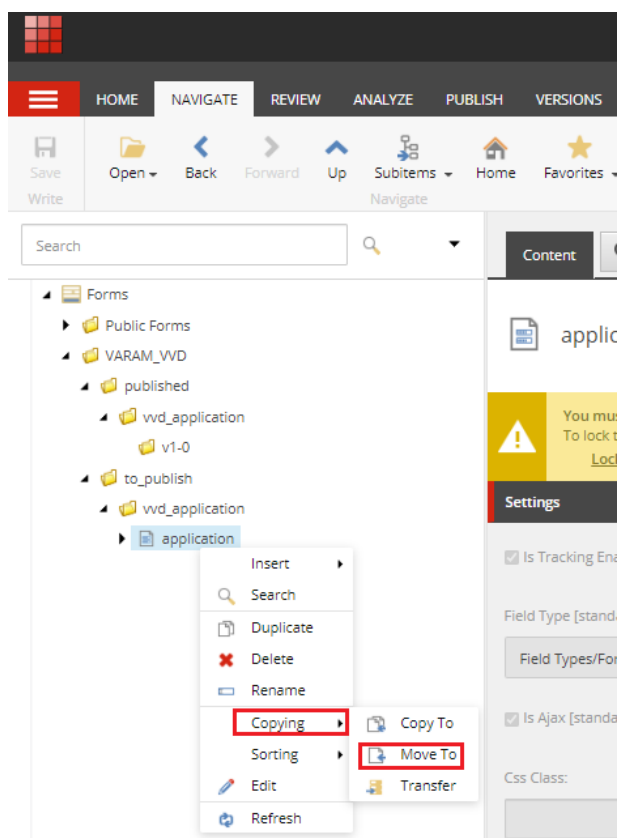 HOME NAVIGATE REVIEW ANALYZE PUBLISH VERSIONS
Save Open Back Forward Up Subitems Home Favorites
Write Navigate
Search
Content
Forms
Public Forms
VARAM_VVD
published
vvd_application
v1-0
to_publish
vvd_application
application
Insert
Search
Duplicate
Delete
Rename
Copying
Sorting
Edit
Refresh
Copy To
Move To
Transfer
applic
You mus
To lock t
Loc
Settings
Is Tracking Ena
Field Type [stand
Field Types/For
Is Ajax [standa
Css Class: